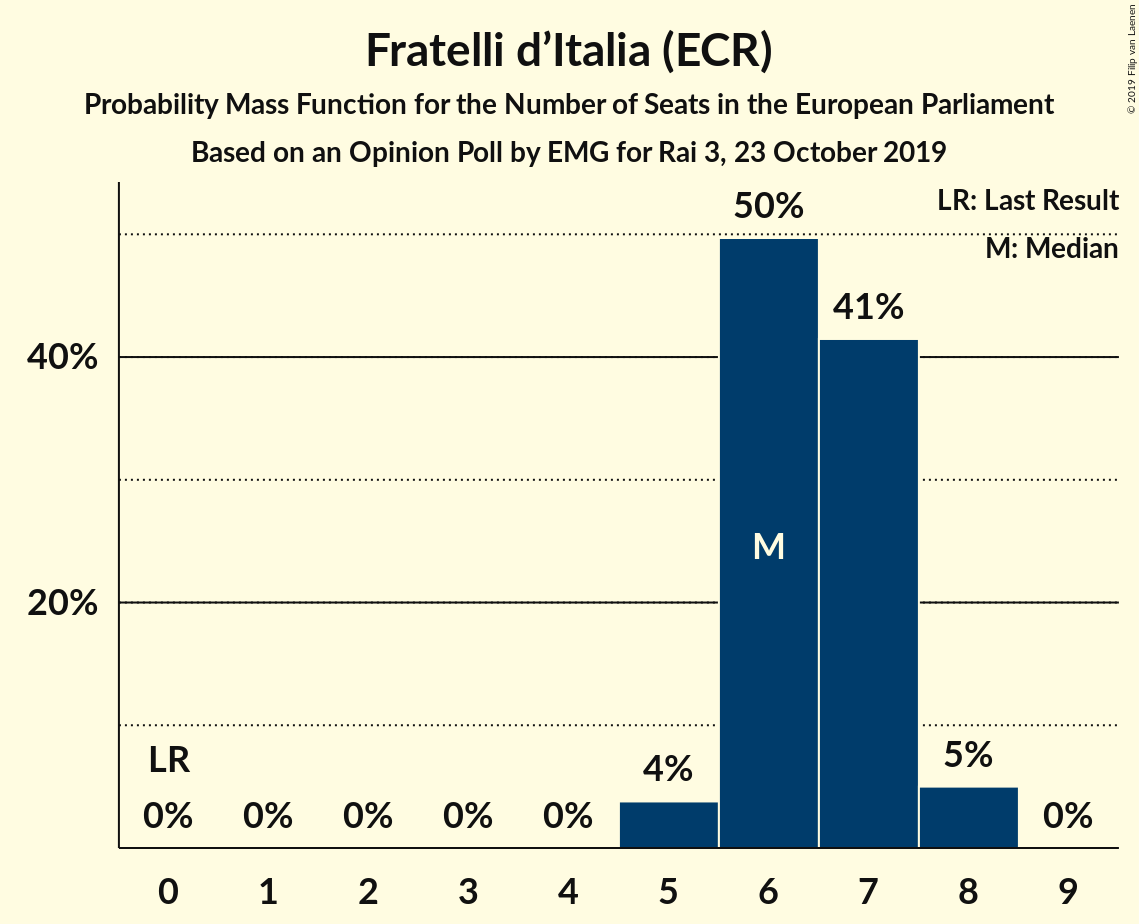 Fratelli d’Italia (ECR)
Probability Mass Function for the Number of Seats in the European Parliament
Based on an Opinion Poll by EMG for Rai 3, 23 October 2019
© 2019 Filip van Laenen
LR: Last Result
M: Median
50%
41%
40%
M
20%
LR
0% 0% 0% 0% 0% 4% 5% 0%
0 1 2 3 4 5 6 7 8 9